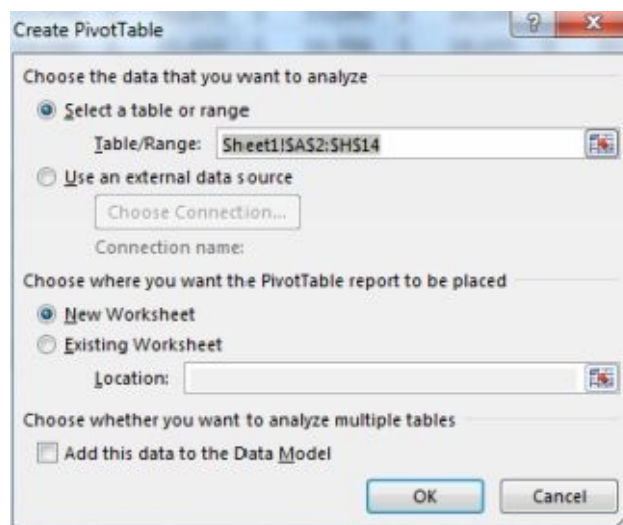 Create PivotTable
Choose the data that you want to analyze
Select a table or range
Table/Range: Sheet1!$A$2:$H$14
Use an external data source
Choose Connection...
Connection name:
Choose where you want the PivotTable report to be placed
New Worksheet
Existing Worksheet
Location:
Choose whether you want to analyze multiple tables
Add this data to the Data Model
OK Cancel